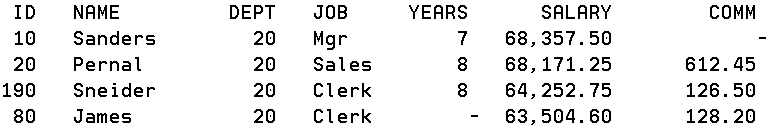 ID NAME DEPT JOB YEARS SALARY COMM
10 Sanders 20 Mgr 7 68,357.50 -
20 Pernal 20 Sales 8 68,171.25 612.45
190 Sneider 20 Clerk 8 64,252.75 126.50
80 James 20 Clerk - 63,504.60 128.20